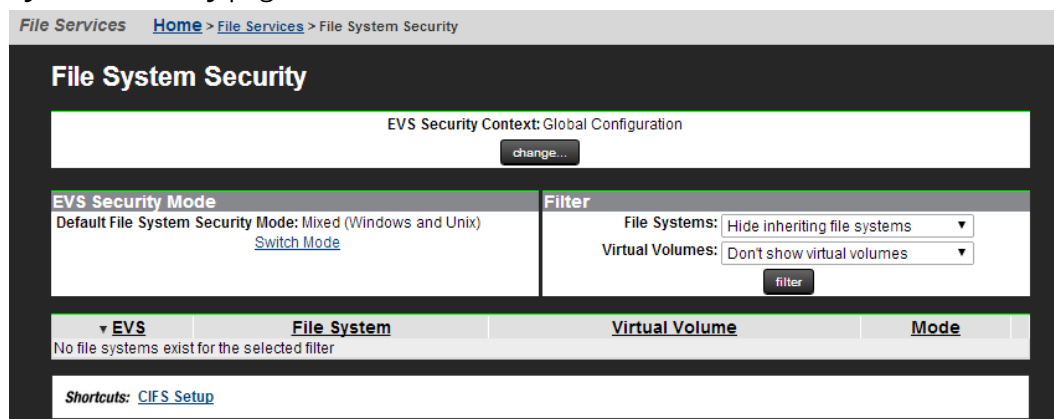 File Services Home > File Services > File System Security
File System Security
EVS Security Context: Global Configuration
change...
EVS Security Mode
Default File System Security Mode: Mixed (Windows and Unix)
Switch Mode
Filter
File Systems: Hide inheriting file systems ▼
Virtual Volumes: Don't show virtual volumes ▼
filter
▼ EVS File System Virtual Volume Mode
No file systems exist for the selected filter
Shortcuts: CIFS Setup